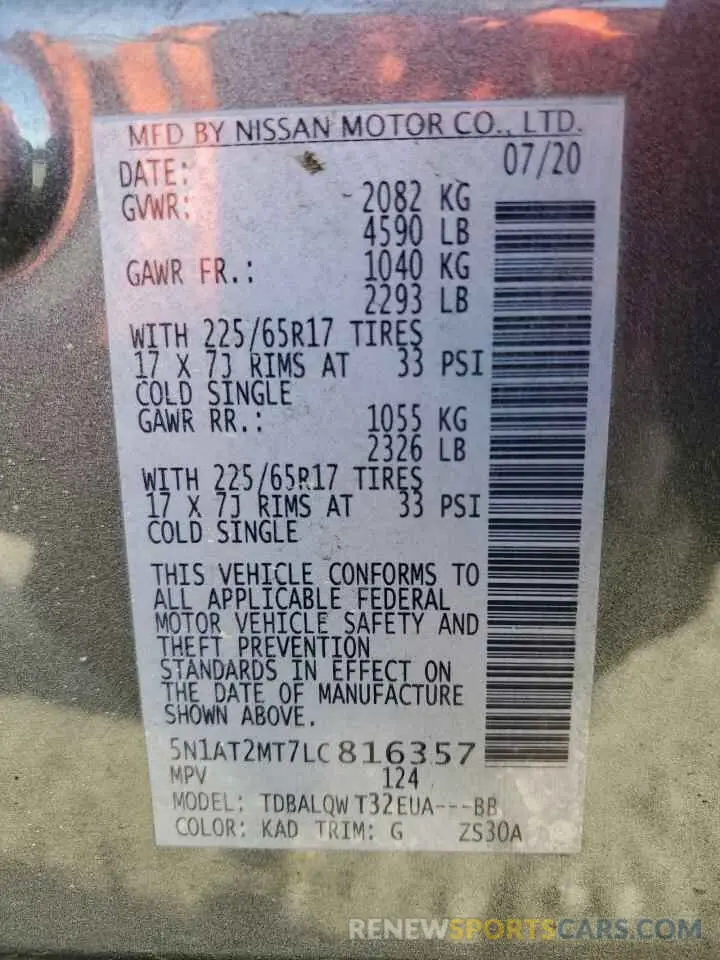 MFD BY NISSAN MOTOR CO., LTD.
DATE: 07/20
GVWR: 2082 KG
4590 LB
GAWR FR.: 1040 KG
2293 LB
WITH 225/65R17 TIRES
17 X 7J RIMS AT 33 PSI
COLD SINGLE
GAWR RR.: 1055 KG
2326 LB
WITH 225/65R17 TIRES
17 X 7J RIMS AT 33 PSI
COLD SINGLE
THIS VEHICLE CONFORMS TO
ALL APPLICABLE FEDERAL
MOTOR VEHICLE SAFETY AND
THEFT PREVENTION
STANDARDS IN EFFECT ON
THE DATE OF MANUFACTURE
SHOWN ABOVE.
5N1AT2MT7LC816357
MPV 124
MODEL: TDBALQW T32EUA---BB
COLOR: KAD TRIM: G ZS30A
RENEWSPORTSCARS.COM